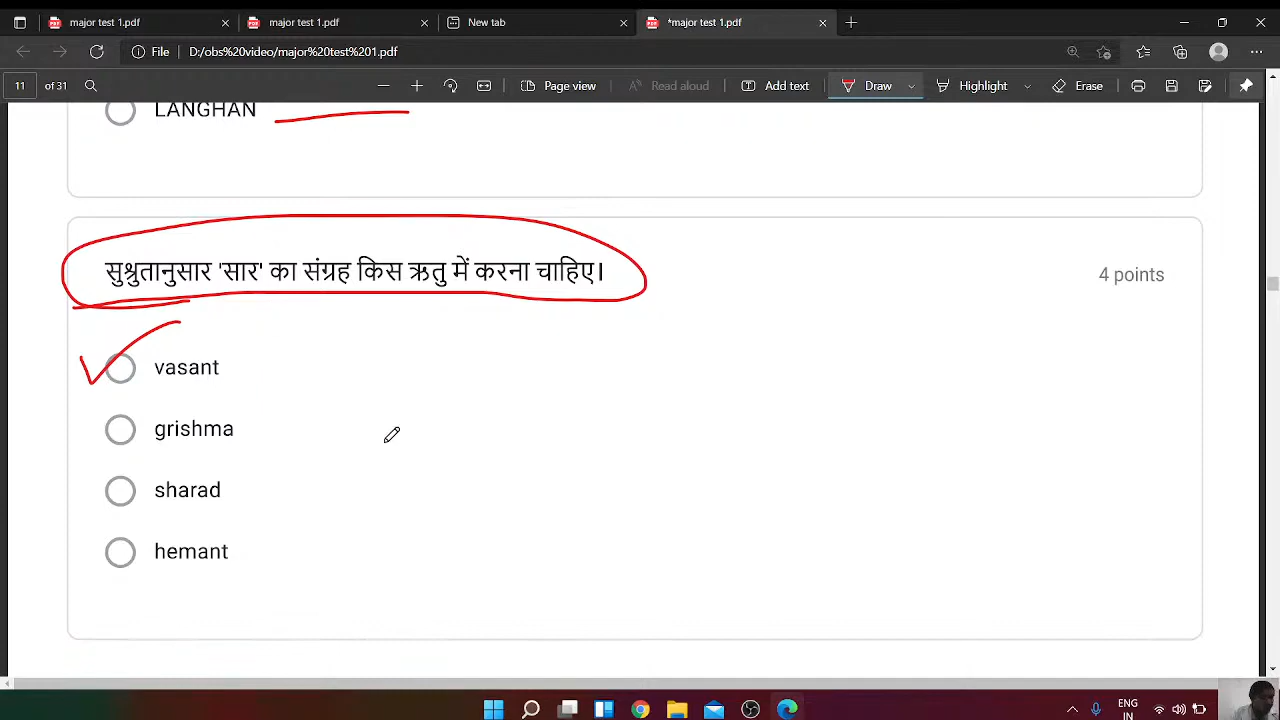 major test 1.pdf
major test 1.pdf
New tab
*major test 1.pdf
File
D:/obs%20video/major%20test%201.pdf
11
of 31
Page view
Read aloud
Add text
Draw
Highlight
Erase
LANGHAN
सुश्रुतानुसार 'सार' का संग्रह किस ऋतु में करना चाहिए।
4 points
vasant
grishma
sharad
hemant
ENG
IN